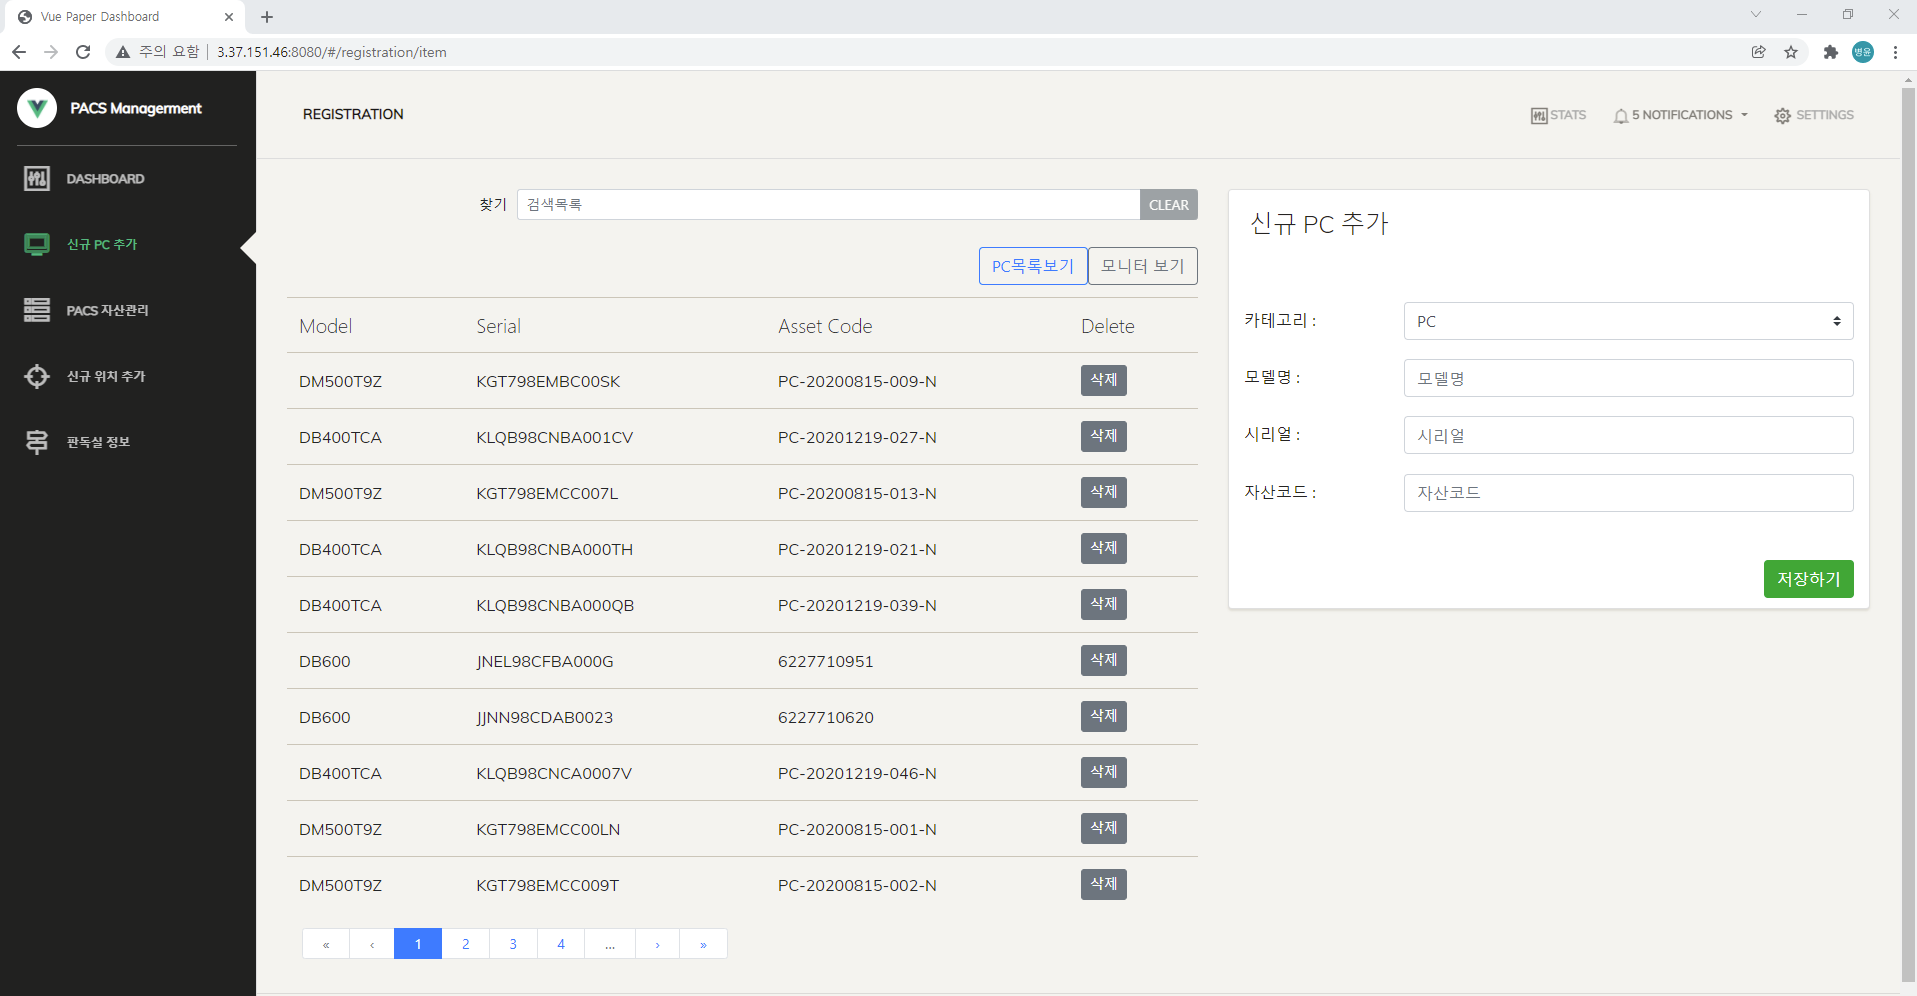 Vue Paper Dashboard
주의 요함
3.37.151.46:8080/#/registration/item
병윤
PACS Managerment
DASHBOARD
신규 PC 추가
PACS 자산관리
신규 위치 추가
판독실 정보
REGISTRATION
STATS
5 NOTIFICATIONS
SETTINGS
찾기 검색목록 CLEAR
PC목록보기 모니터 보기
Model Serial Asset Code Delete
DM500T9Z KGT798EMBC00SK PC-20200815-009-N 삭제
DB400TCA KLQB98CNBA001CV PC-20201219-027-N 삭제
DM500T9Z KGT798EMCC007L PC-20200815-013-N 삭제
DB400TCA KLQB98CNBA000TH PC-20201219-021-N 삭제
DB400TCA KLQB98CNBA000QB PC-20201219-039-N 삭제
DB600 JNEL98CFBA000G 6227710951 삭제
DB600 JJNN98CDAB0023 6227710620 삭제
DB400TCA KLQB98CNCA0007V PC-20201219-046-N 삭제
DM500T9Z KGT798EMCC00LN PC-20200815-001-N 삭제
DM500T9Z KGT798EMCC009T PC-20200815-002-N 삭제
« ‹ 1 2 3 4 ... › »
신규 PC 추가
카테고리 : PC
모델명 : 모델명
시리얼 : 시리얼
자산코드 : 자산코드
저장하기